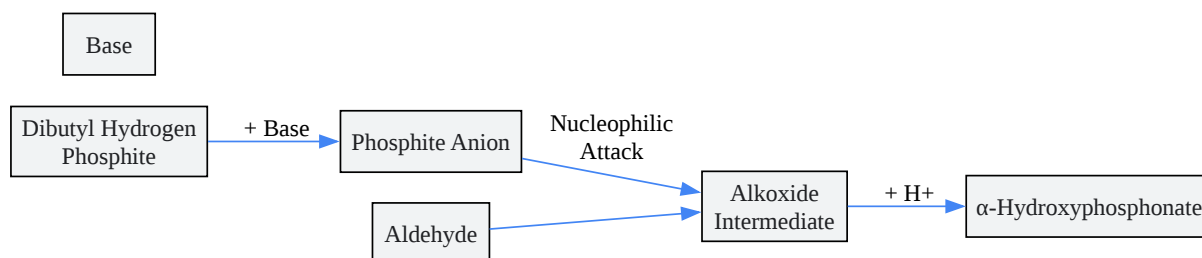 Base
Dibutyl Hydrogen
Phosphite
+ Base
Phosphite Anion
Nucleophilic
Attack
Aldehyde
Alkoxide
Intermediate
+ H+
α-Hydroxyphosphonate